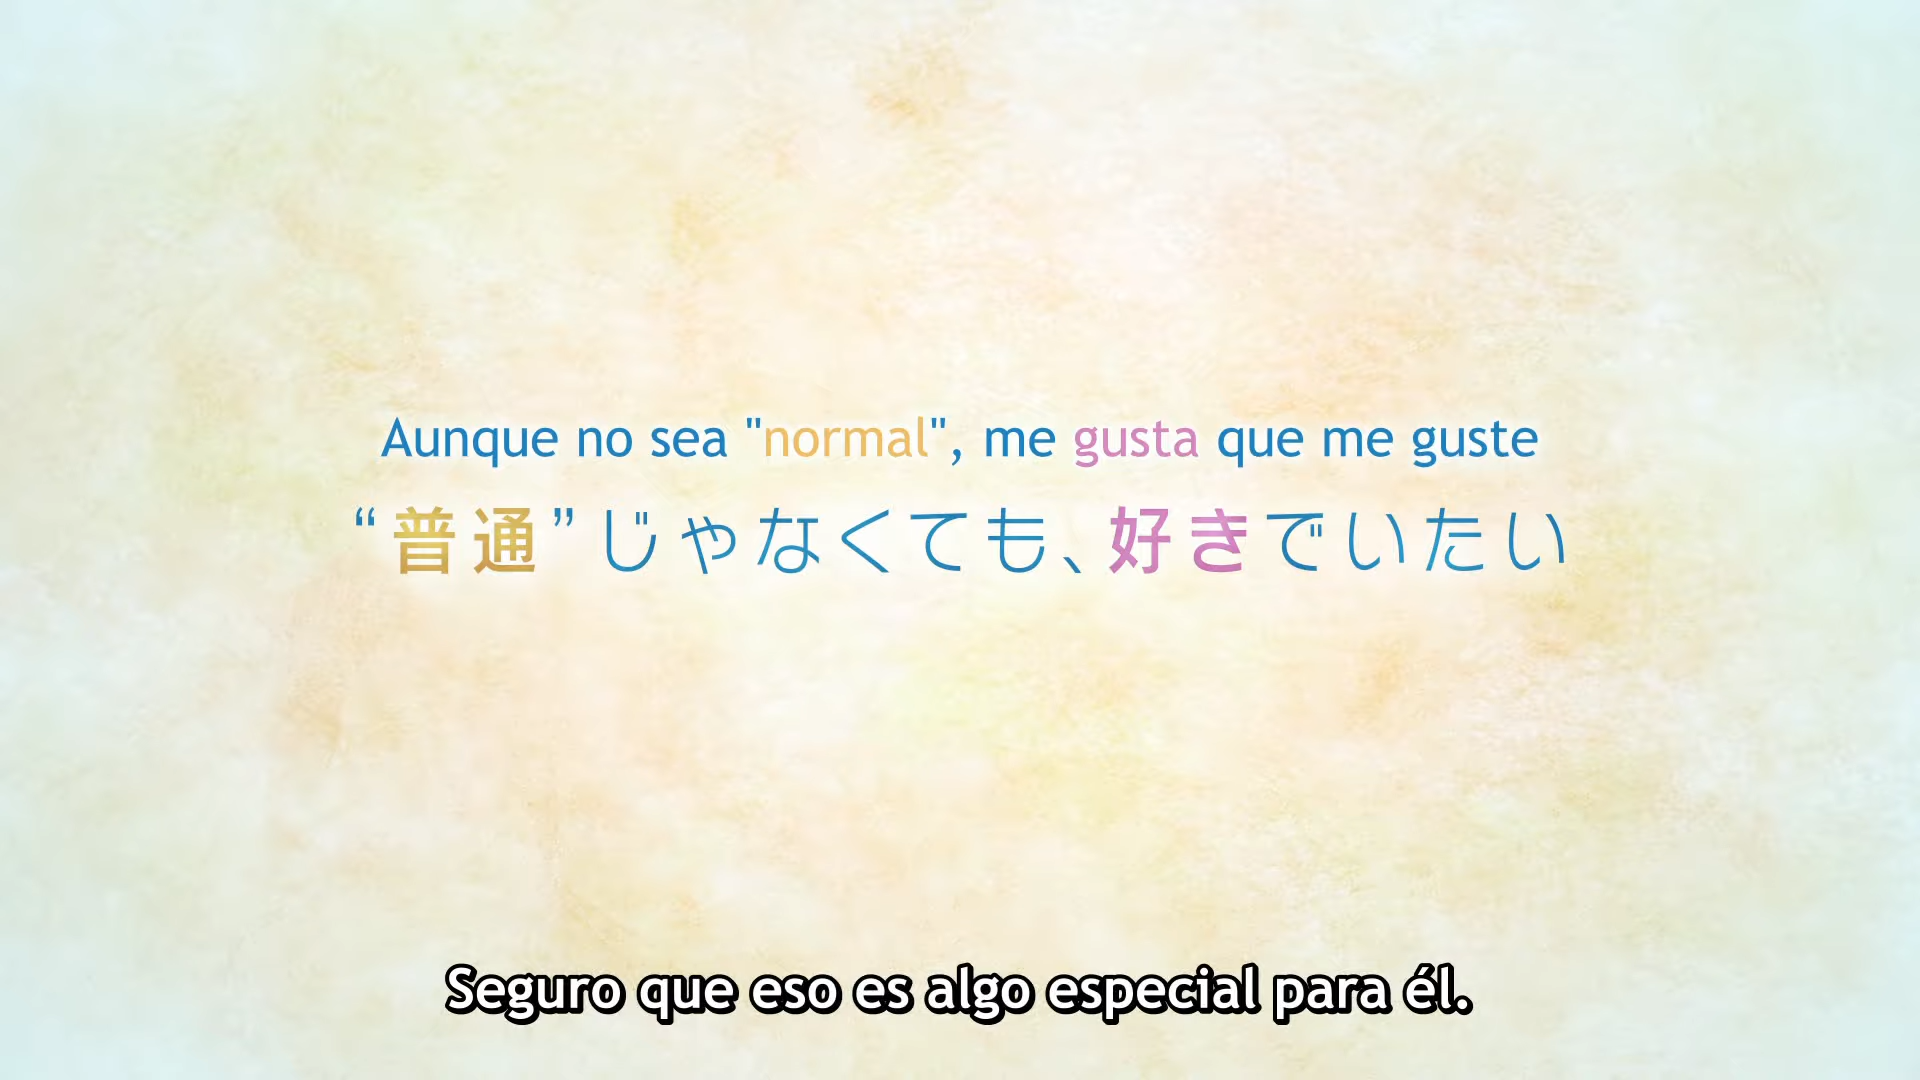 Aunque no sea "normal", me gusta que me guste
“普通”じゃなくても、好きでいたい
Seguro que eso es algo especial para él.